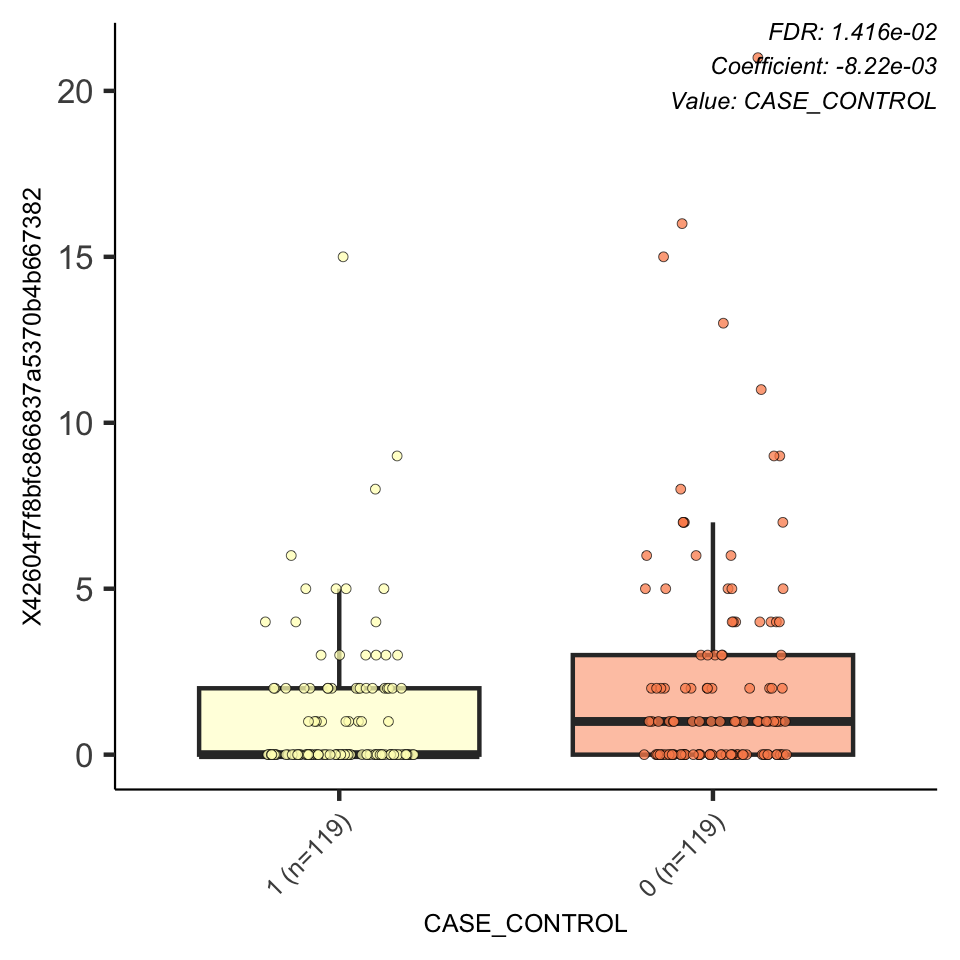 FDR: 1.416e-02
Coefficient: -8.22e-03
Value: CASE_CONTROL
X42604f7f8bfc866837a5370b4b667382
20
15
10
5
0
1 (n=119)
0 (n=119)
CASE_CONTROL